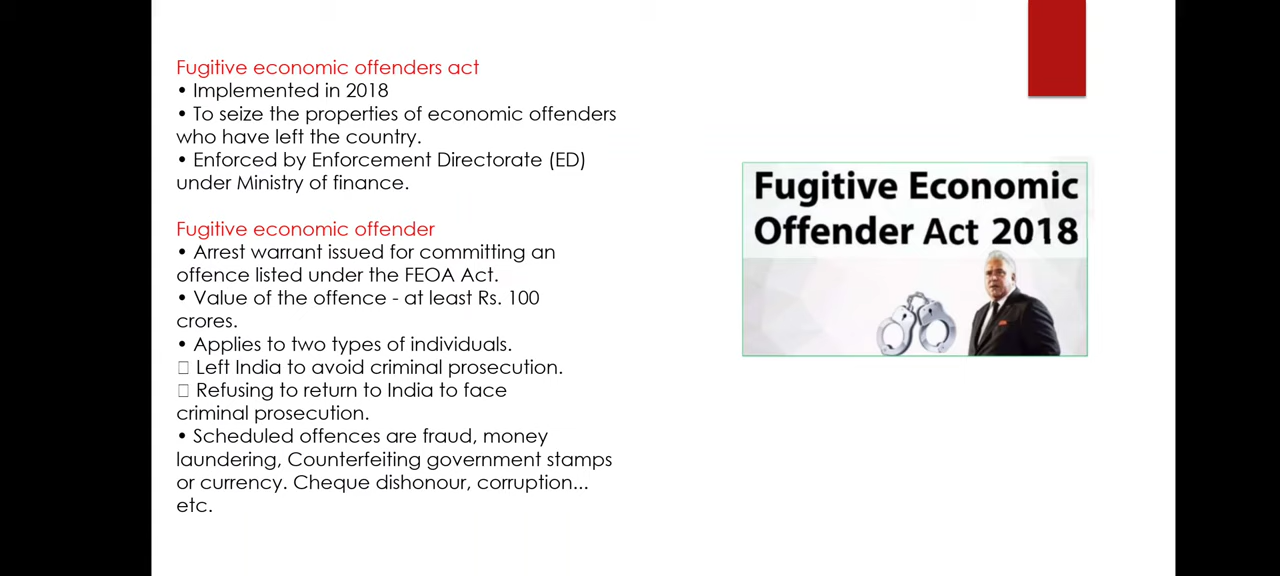 Fugitive economic offenders act
• Implemented in 2018
• To seize the properties of economic offenders
who have left the country.
• Enforced by Enforcement Directorate (ED)
under Ministry of finance.
Fugitive economic offender
• Arrest warrant issued for committing an
offence listed under the FEOA Act.
• Value of the offence - at least Rs. 100
crores.
• Applies to two types of individuals.
□ Left India to avoid criminal prosecution.
□ Refusing to return to India to face
criminal prosecution.
• Scheduled offences are fraud, money
laundering, Counterfeiting government stamps
or currency. Cheque dishonour, corruption...
etc.
Fugitive Economic
Offender Act 2018